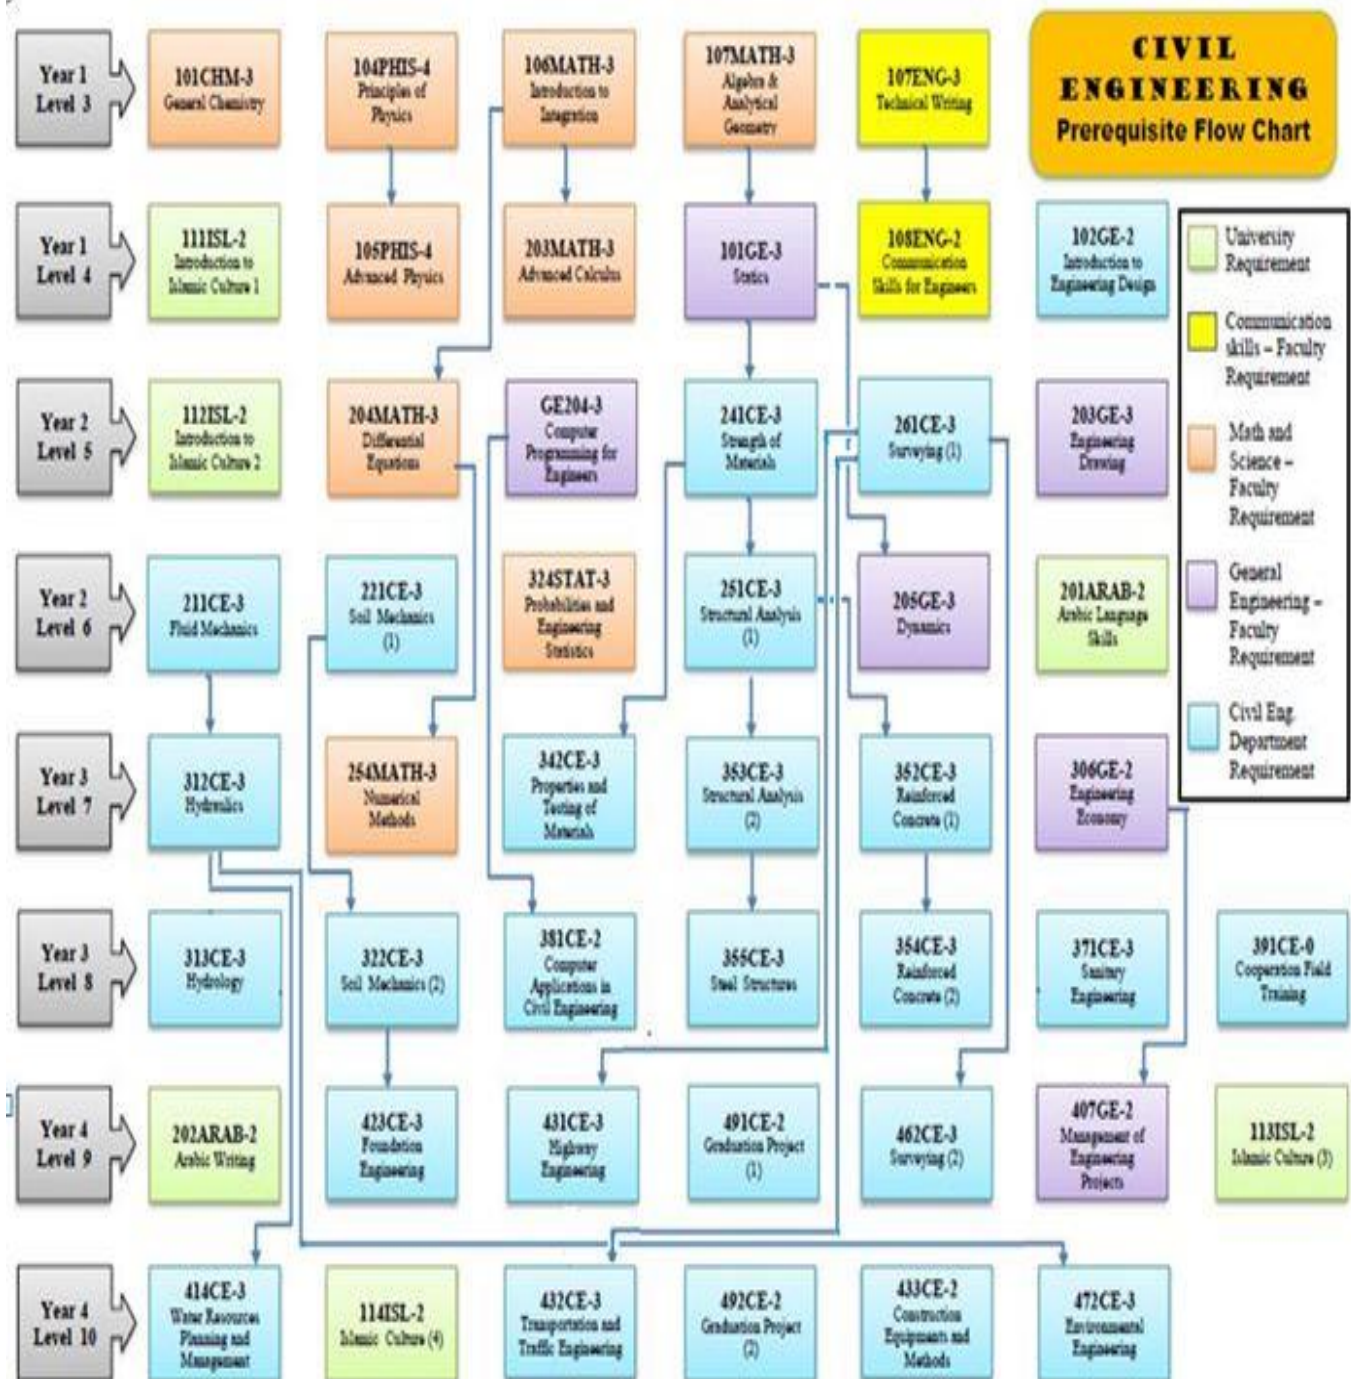 CIVIL
ENGINEERING
Prerequisite Flow Chart
Year 1
Level 3
101CHM-3
General Chemistry
104PHIS-4
Principles of
Physics
106MATH-3
Introduction to
Integration
107MATH-3
Algebra &
Analytical
Geometry
107ENG-3
Technical Writing
Year 1
Level 4
111ISL-2
Introduction to
Islamic Culture 1
105PHIS-4
Advanced Physics
203MATH-3
Advanced Calculus
101GE-3
Statics
108ENG-2
Communication
Skills for Engineers
102GE-2
Introduction to
Engineering Design
University
Requirement
Communication
skills – Faculty
Requirement
Math and
Science –
Faculty
Requirement
General
Engineering –
Faculty
Requirement
Civil Eng.
Department
Requirement
Year 2
Level 5
112ISL-2
Introduction to
Islamic Culture 2
204MATH-3
Differential
Equations
GE204-3
Computer
Programming for
Engineers
241CE-3
Strength of
Materials
261CE-3
Surveying (1)
203GE-3
Engineering
Drawing
Year 2
Level 6
211CE-3
Fluid Mechanics
221CE-3
Soil Mechanics
(1)
324STAT-3
Probabilities and
Engineering
Statistics
251CE-3
Structural Analysis
(1)
205GE-3
Dynamics
201ARAB-2
Arabic Language
Skills
Year 3
Level 7
312CE-3
Hydraulics
254MATH-3
Numerical
Methods
342CE-3
Properties and
Testing of
Materials
353CE-3
Structural Analysis
(2)
352CE-3
Reinforced
Concrete (1)
306GE-2
Engineering
Economy
Year 3
Level 8
313CE-3
Hydrology
322CE-3
Soil Mechanics (2)
381CE-2
Computer
Applications in
Civil Engineering
355CE-3
Steel Structures
354CE-3
Reinforced
Concrete (2)
371CE-3
Sanitary
Engineering
391CE-0
Cooperation Field
Training
Year 4
Level 9
202ARAB-2
Arabic Writing
423CE-3
Foundation
Engineering
431CE-3
Highway
Engineering
491CE-2
Graduation Project
(1)
462CE-3
Surveying (2)
407GE-2
Management of
Engineering
Projects
113ISL-2
Islamic Culture (3)
Year 4
Level 10
414CE-3
Water Resources
Planning and
Management
114ISL-2
Islamic Culture (4)
432CE-3
Transportation and
Traffic Engineering
492CE-2
Graduation Project
(2)
433CE-2
Construction
Equipments and
Methods
472CE-3
Environmental
Engineering